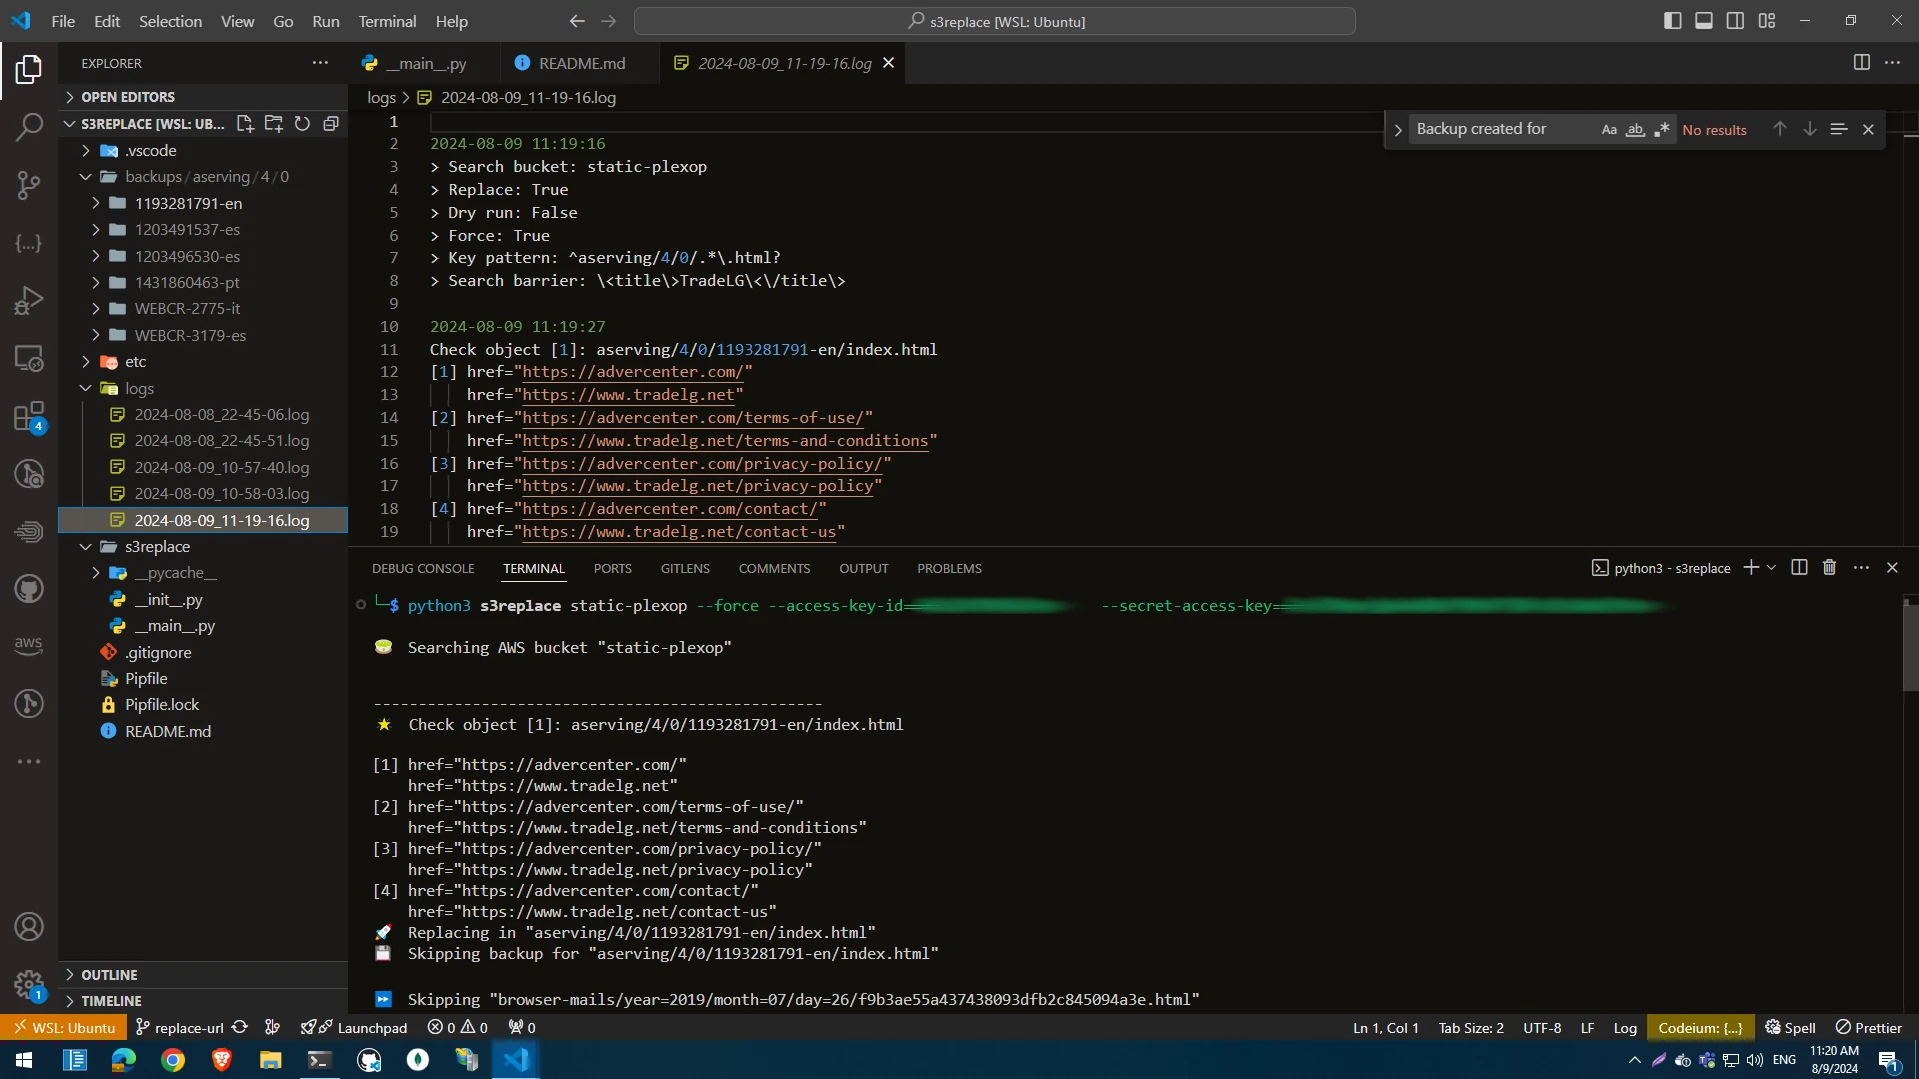 File Edit Selection View Go Run Terminal Help
s3replace [WSL: Ubuntu]
EXPLORER
__main__.py
README.md
2024-08-09_11-19-16.log
OPEN EDITORS
S3REPLACE [WSL: UB...
.vscode
backups / aserving / 4 / 0
1193281791-en
1203491537-es
1203496530-es
1431860463-pt
WEBCR-2775-it
WEBCR-3179-es
etc
logs
2024-08-08_22-45-06.log
2024-08-08_22-45-51.log
2024-08-09_10-57-40.log
2024-08-09_10-58-03.log
2024-08-09_11-19-16.log
s3replace
__pycache__
__init__.py
__main__.py
.gitignore
Pipfile
Pipfile.lock
README.md
OUTLINE
TIMELINE
4
aws
1
logs > 2024-08-09_11-19-16.log
Backup created for
Aa ab .* No results
1
2 2024-08-09 11:19:16
3 > Search bucket: static-plexop
4 > Replace: True
5 > Dry run: False
6 > Force: True
7 > Key pattern: ^aserving/4/0/.*\.html?
8 > Search barrier: \<title\>TradeLG\<\/title\>
9
10 2024-08-09 11:19:27
11 Check object [1]: aserving/4/0/1193281791-en/index.html
12 [1] href="https://advercenter.com/"
13 href="https://www.tradelg.net"
14 [2] href="https://advercenter.com/terms-of-use/"
15 href="https://www.tradelg.net/terms-and-conditions"
16 [3] href="https://advercenter.com/privacy-policy/"
17 href="https://www.tradelg.net/privacy-policy"
18 [4] href="https://advercenter.com/contact/"
19 href="https://www.tradelg.net/contact-us"
DEBUG CONSOLE TERMINAL PORTS GITLENS COMMENTS OUTPUT PROBLEMS
python3 - s3replace
$ python3 s3replace static-plexop --force --access-key-id= --secret-access-key=
Searching AWS bucket "static-plexop"
--------------------------------------------------
Check object [1]: aserving/4/0/1193281791-en/index.html
[1] href="https://advercenter.com/"
href="https://www.tradelg.net"
[2] href="https://advercenter.com/terms-of-use/"
href="https://www.tradelg.net/terms-and-conditions"
[3] href="https://advercenter.com/privacy-policy/"
href="https://www.tradelg.net/privacy-policy"
[4] href="https://advercenter.com/contact/"
href="https://www.tradelg.net/contact-us"
Replacing in "aserving/4/0/1193281791-en/index.html"
Skipping backup for "aserving/4/0/1193281791-en/index.html"
Skipping "browser-mails/year=2019/month=07/day=26/f9b3ae55a437438093dfb2c845094a3e.html"
WSL: Ubuntu replace-url Launchpad 0 0 0
Ln 1, Col 1 Tab Size: 2 UTF-8 LF Log Codeium: {...} Spell Prettier
ENG
11:20 AM
8/9/2024
1